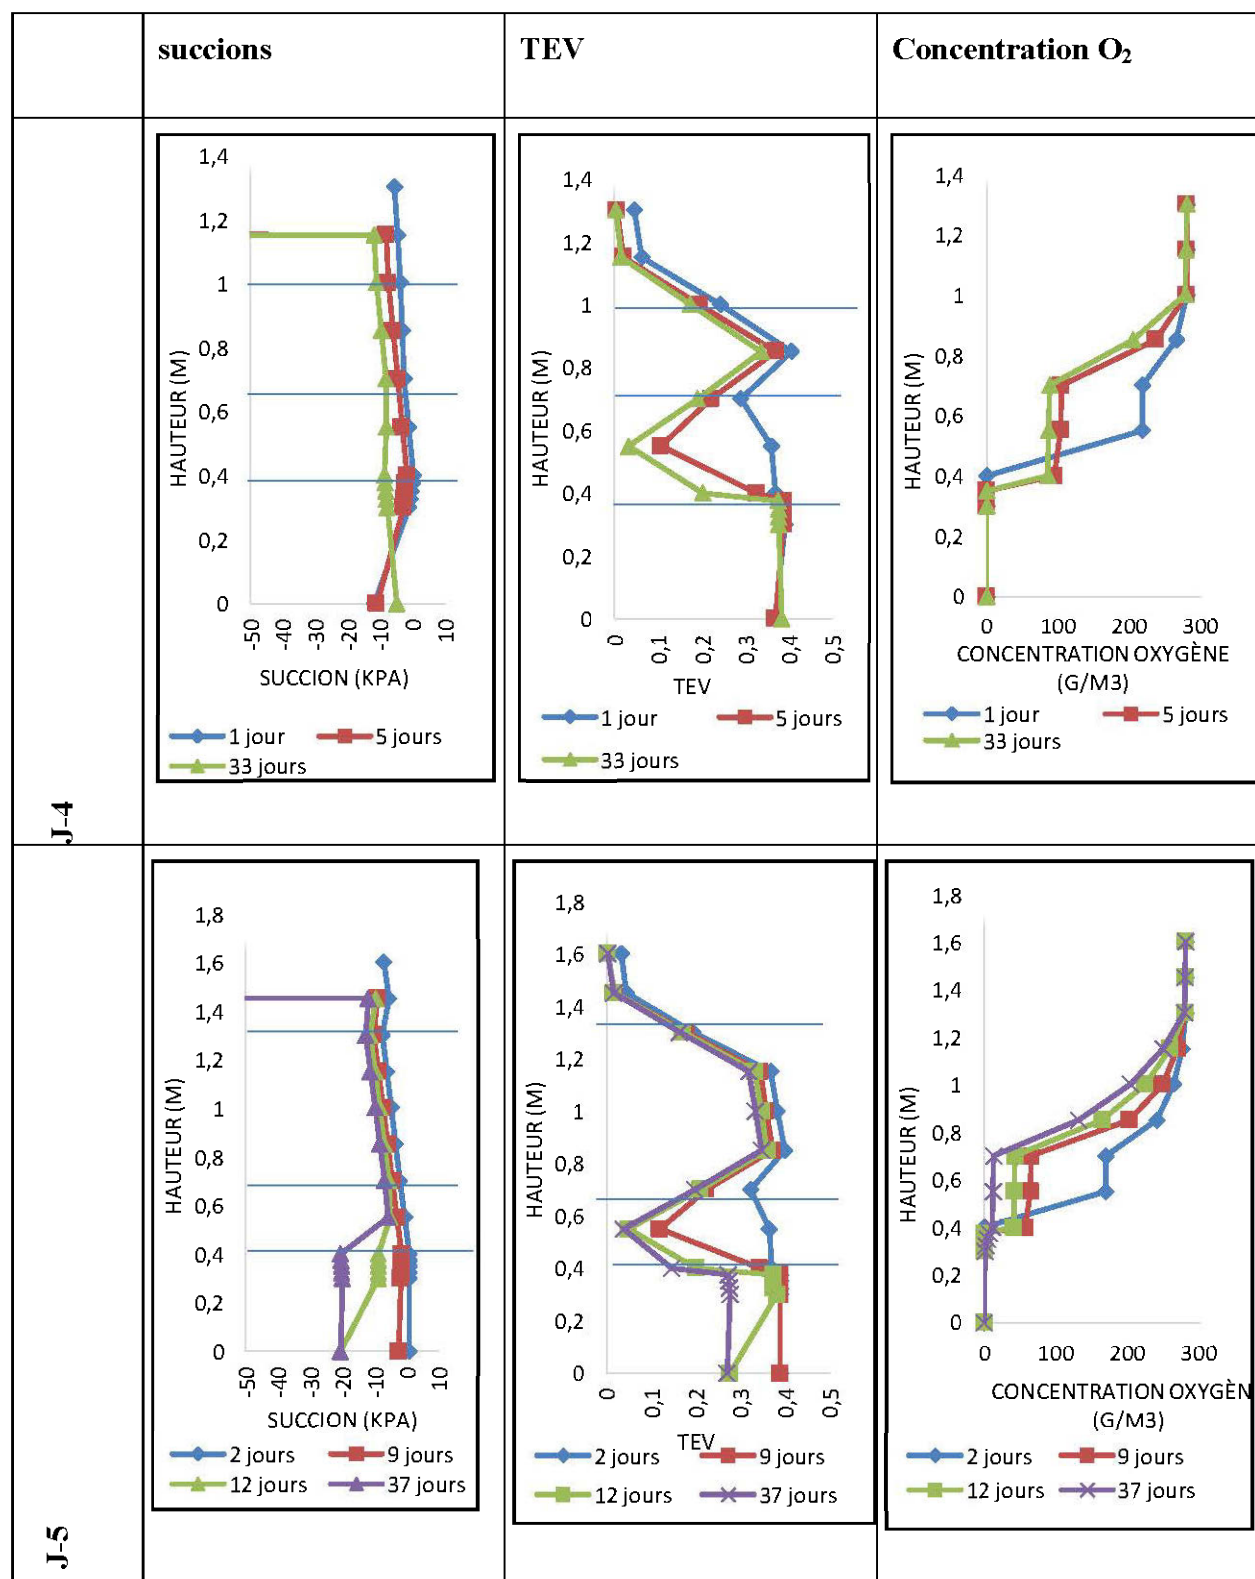 succions
TEV
Concentration O₂
J-4
1,4
1,2
1
0,8
0,6
0,4
0,2
0
HAUTEUR (M)
-50
-40
-30
-20
-10
0
10
SUCCION (KPA)
1 jour
5 jours
33 jours
1,4
1,2
1
0,8
0,6
0,4
0,2
0
HAUTEUR (M)
0
0,1
0,2
0,3
0,4
0,5
TEV
1 jour
5 jours
33 jours
1,4
1,2
1
0,8
0,6
0,4
0,2
0
HAUTEUR (M)
0 100 200 300
CONCENTRATION OXYGÈNE
(G/M3)
1 jour
5 jours
33 jours
J-5
1,8
1,6
1,4
1,2
1
0,8
0,6
0,4
0,2
0
HAUTEUR (M)
-50
-40
-30
-20
-10
0
10
SUCCION (KPA)
2 jours
9 jours
12 jours
37 jours
1,8
1,6
1,4
1,2
1
0,8
0,6
0,4
0,2
0
HAUTEUR (M)
0
0,1
0,2
0,3
0,4
0,5
TEV
2 jours
9 jours
12 jours
37 jours
1,8
1,6
1,4
1,2
1
0,8
0,6
0,4
0,2
0
HAUTEUR (M)
0 100 200 300
CONCENTRATION OXYGÈN
(G/M3)
2 jours
9 jours
12 jours
37 jours